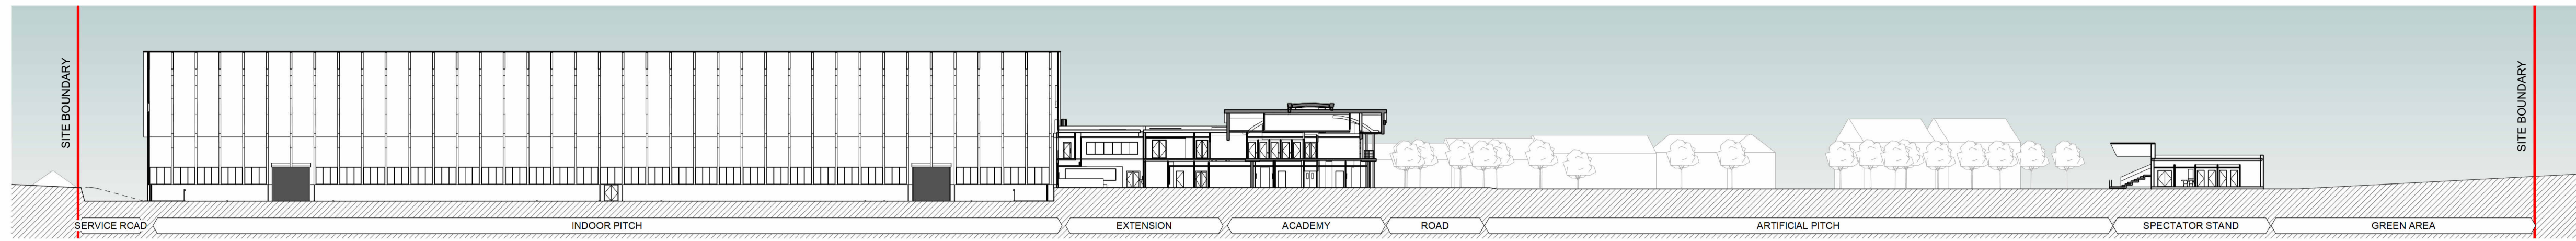 SITE BOUNDARY
SITE BOUNDARY
SERVICE ROAD
INDOOR PITCH
EXTENSION
ACADEMY
ROAD
ARTIFICIAL PITCH
SPECTATOR STAND
GREEN AREA